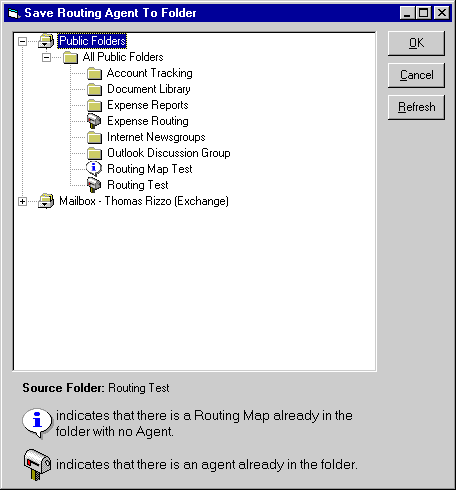 Save Routing Agent To Folder
Public Folders
All Public Folders
Account Tracking
Document Library
Expense Reports
Expense Routing
Internet Newsgroups
Outlook Discussion Group
Routing Map Test
Routing Test
Mailbox - Thomas Rizzo (Exchange)
OK
Cancel
Refresh
Source Folder: Routing Test
indicates that there is a Routing Map already in the
folder with no Agent.
indicates that there is an agent already in the folder.